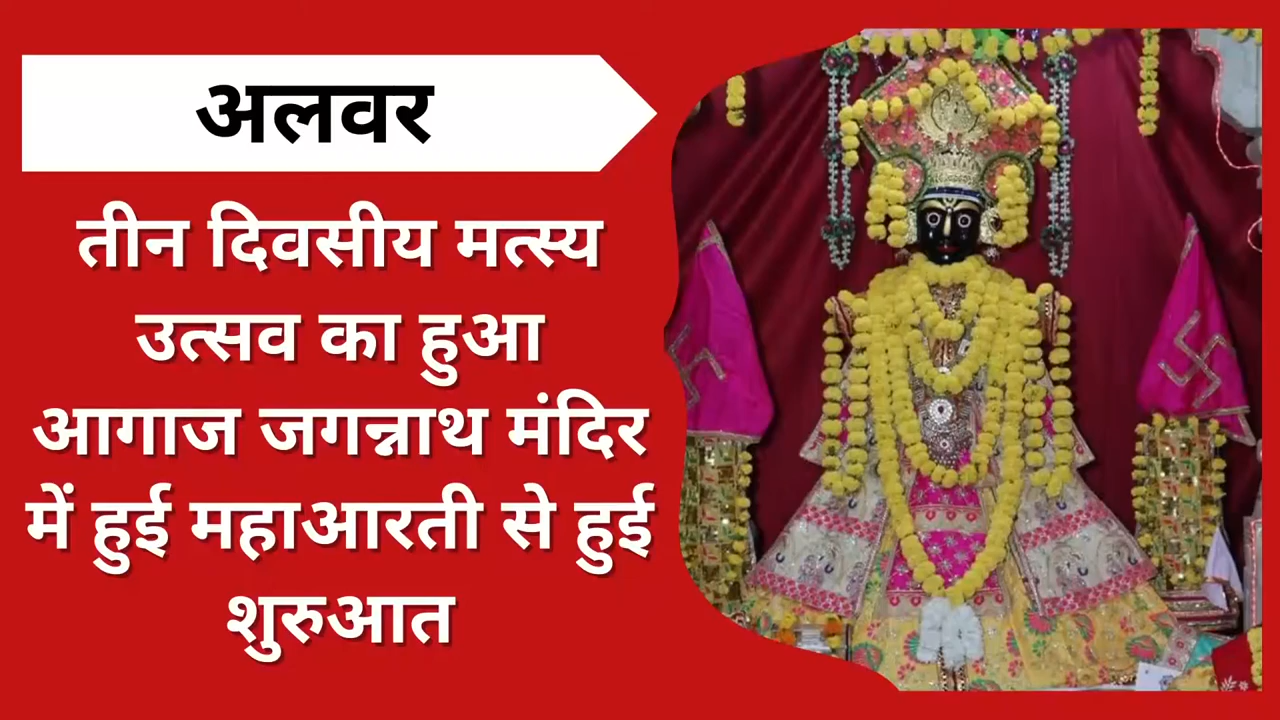 अलवर
तीन दिवसीय मत्स्य
उत्सव का हुआ
आगाज जगन्नाथ मंदिर
में हुई महाआरती से हुई
शुरुआत